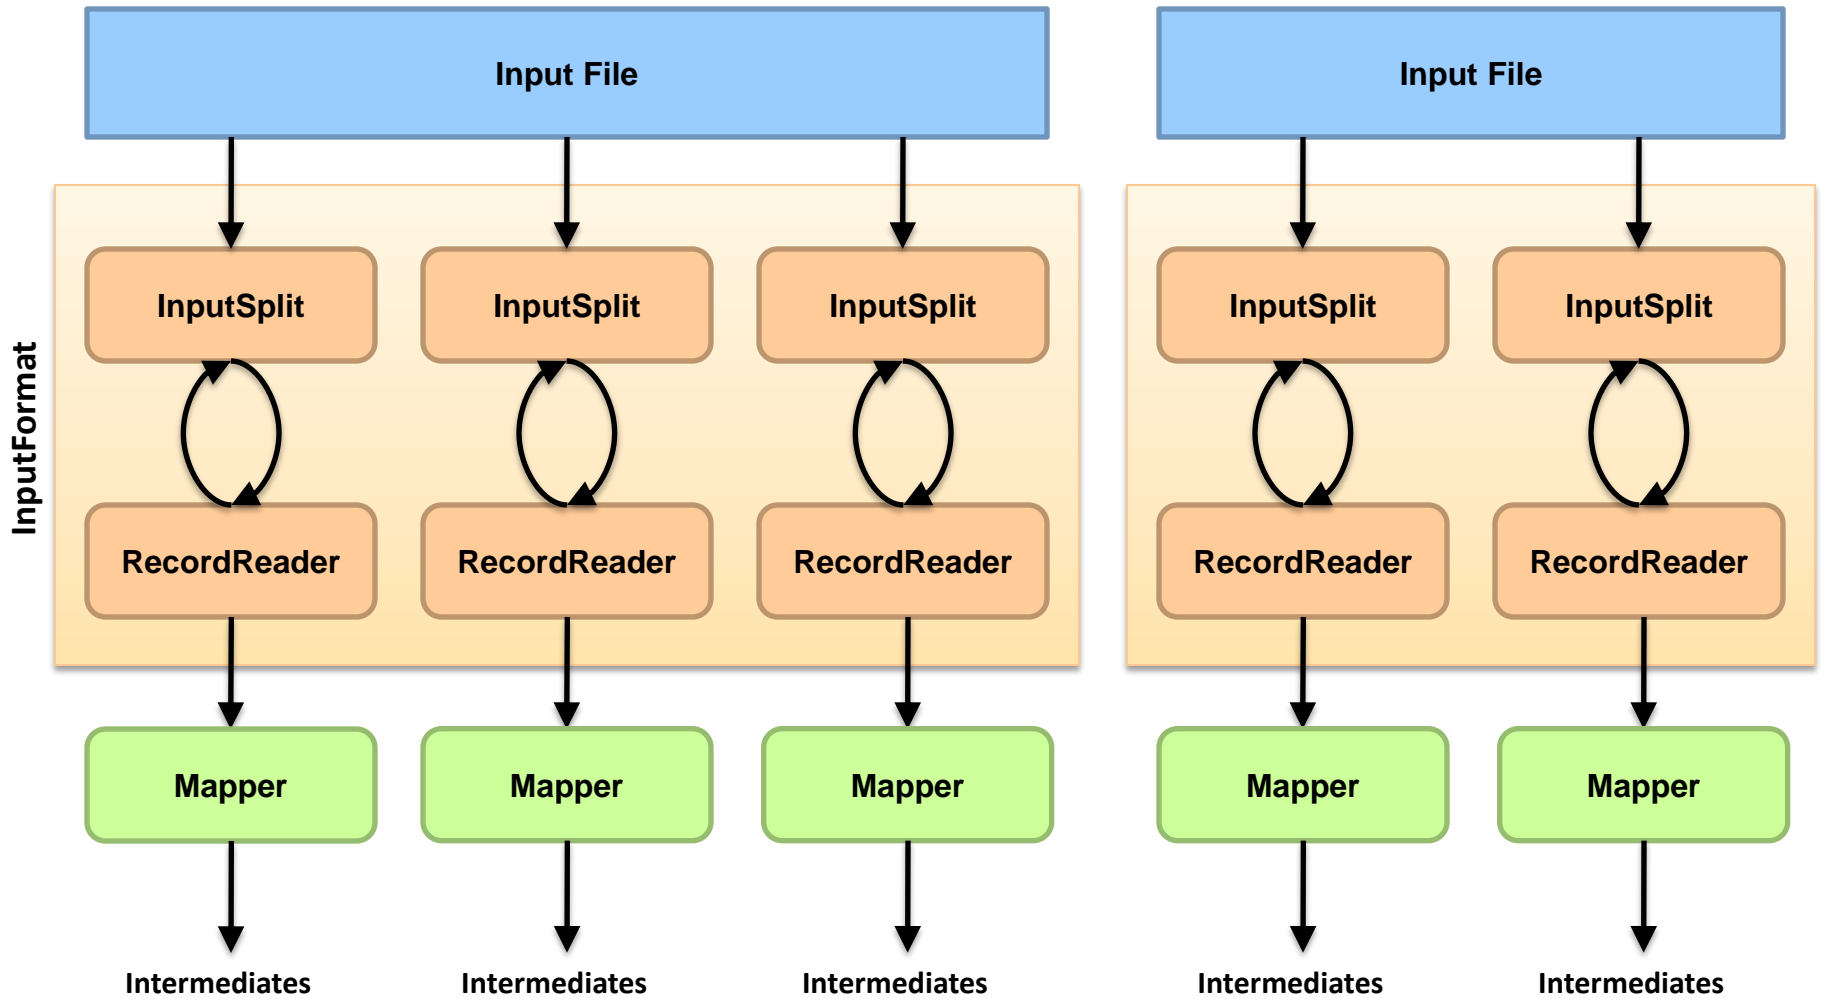 Input File
Input File
InputSplit
InputSplit
InputSplit
InputSplit
InputSplit
InputFormat
RecordReader
RecordReader
RecordReader
RecordReader
RecordReader
Mapper
Mapper
Mapper
Mapper
Mapper
Intermediates
Intermediates
Intermediates
Intermediates
Intermediates